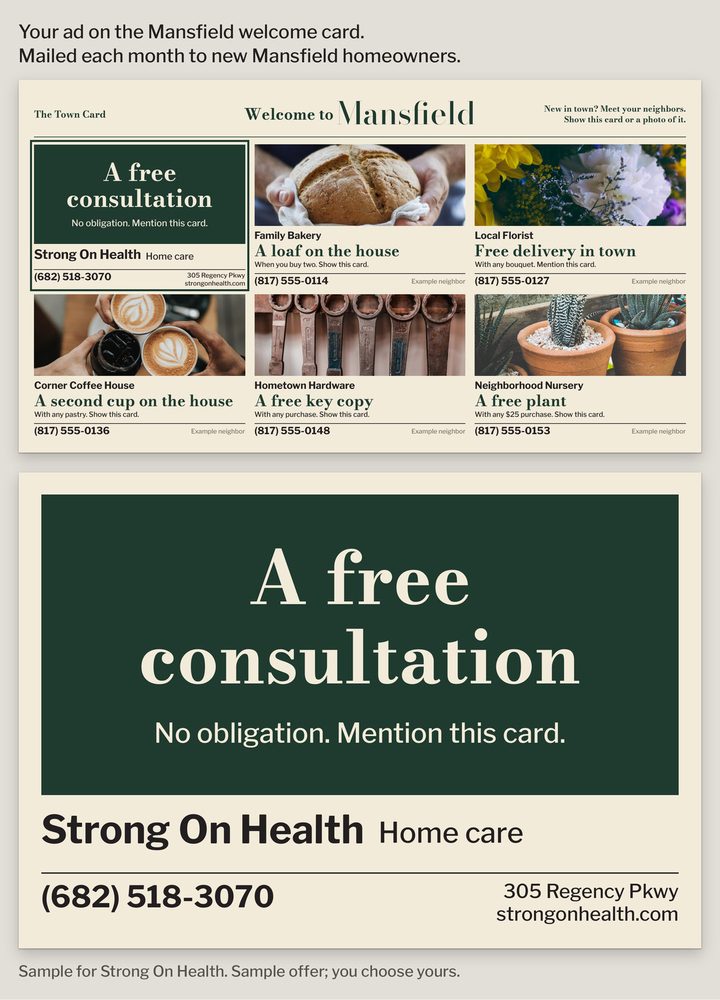 Your ad on the Mansfield welcome card.
Mailed each month to new Mansfield homeowners.
The Town Card
Welcome to Mansfield
New in town? Meet your neighbors.
Show this card or a photo of it.
A free
consultation
No obligation. Mention this card.
Strong On Health Home care
(682) 518-3070
305 Regency Pkwy
strongonhealth.com
Family Bakery
A loaf on the house
When you buy two. Show this card.
(817) 555-0114
Example neighbor
Local Florist
Free delivery in town
With any bouquet. Mention this card.
(817) 555-0127
Example neighbor
Corner Coffee House
A second cup on the house
With any pastry. Show this card.
(817) 555-0136
Example neighbor
Hometown Hardware
A free key copy
With any purchase. Show this card.
(817) 555-0148
Example neighbor
Neighborhood Nursery
A free plant
With any $25 purchase. Show this card.
(817) 555-0153
Example neighbor
A free
consultation
No obligation. Mention this card.
Strong On Health Home care
(682) 518-3070
305 Regency Pkwy
strongonhealth.com
Sample for Strong On Health. Sample offer; you choose yours.